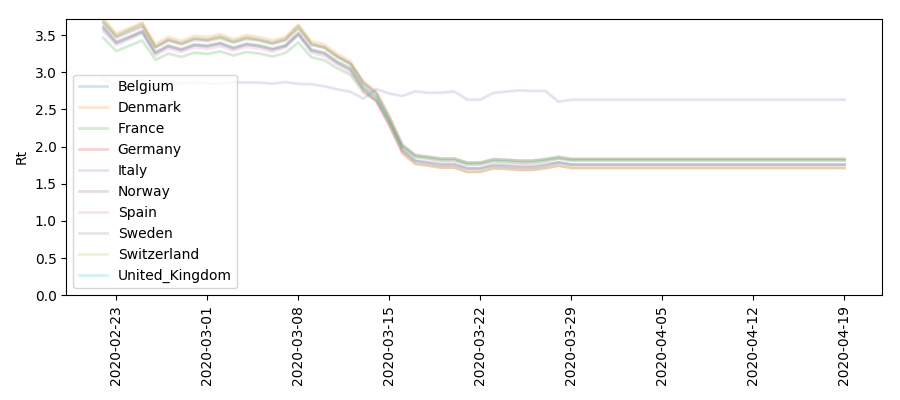 3.5
3.0
2.5
2.0
1.5
1.0
0.5
0.0
Rt
Belgium
Denmark
France
Germany
Italy
Norway
Spain
Sweden
Switzerland
United_Kingdom
2020-02-23
2020-03-01
2020-03-08
2020-03-15
2020-03-22
2020-03-29
2020-04-05
2020-04-12
2020-04-19